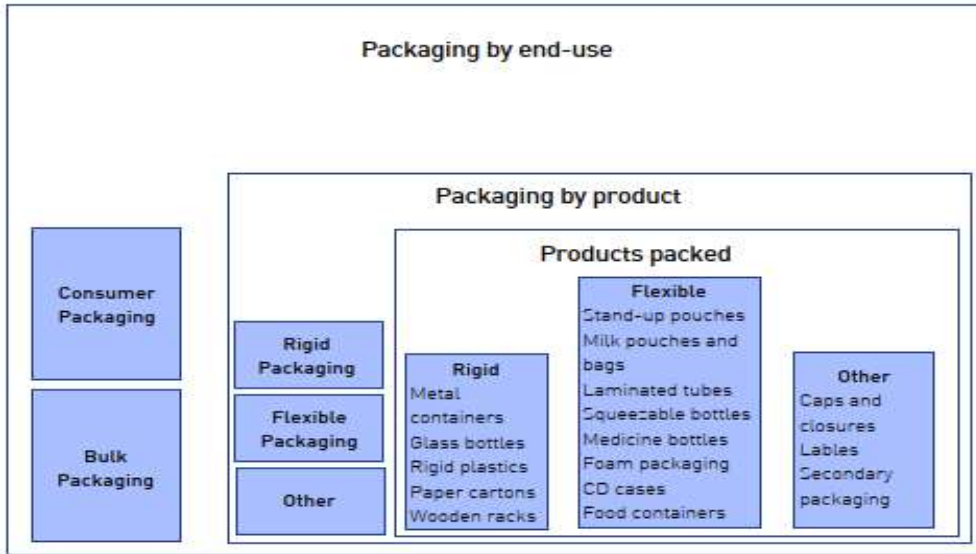 Packaging by end-use
Packaging by product
Products packed
Consumer
Packaging
Bulk
Packaging
Rigid
Packaging
Flexible
Packaging
Other
Rigid
Metal
containers
Glass bottles
Rigid plastics
Paper cartons
Wooden racks
Flexible
Stand-up pouches
Milk pouches and
bags
Laminated tubes
Squeezable bottles
Medicine bottles
Foam packaging
CD cases
Food containers
Other
Caps and
closures
Lables
Secondary
packaging